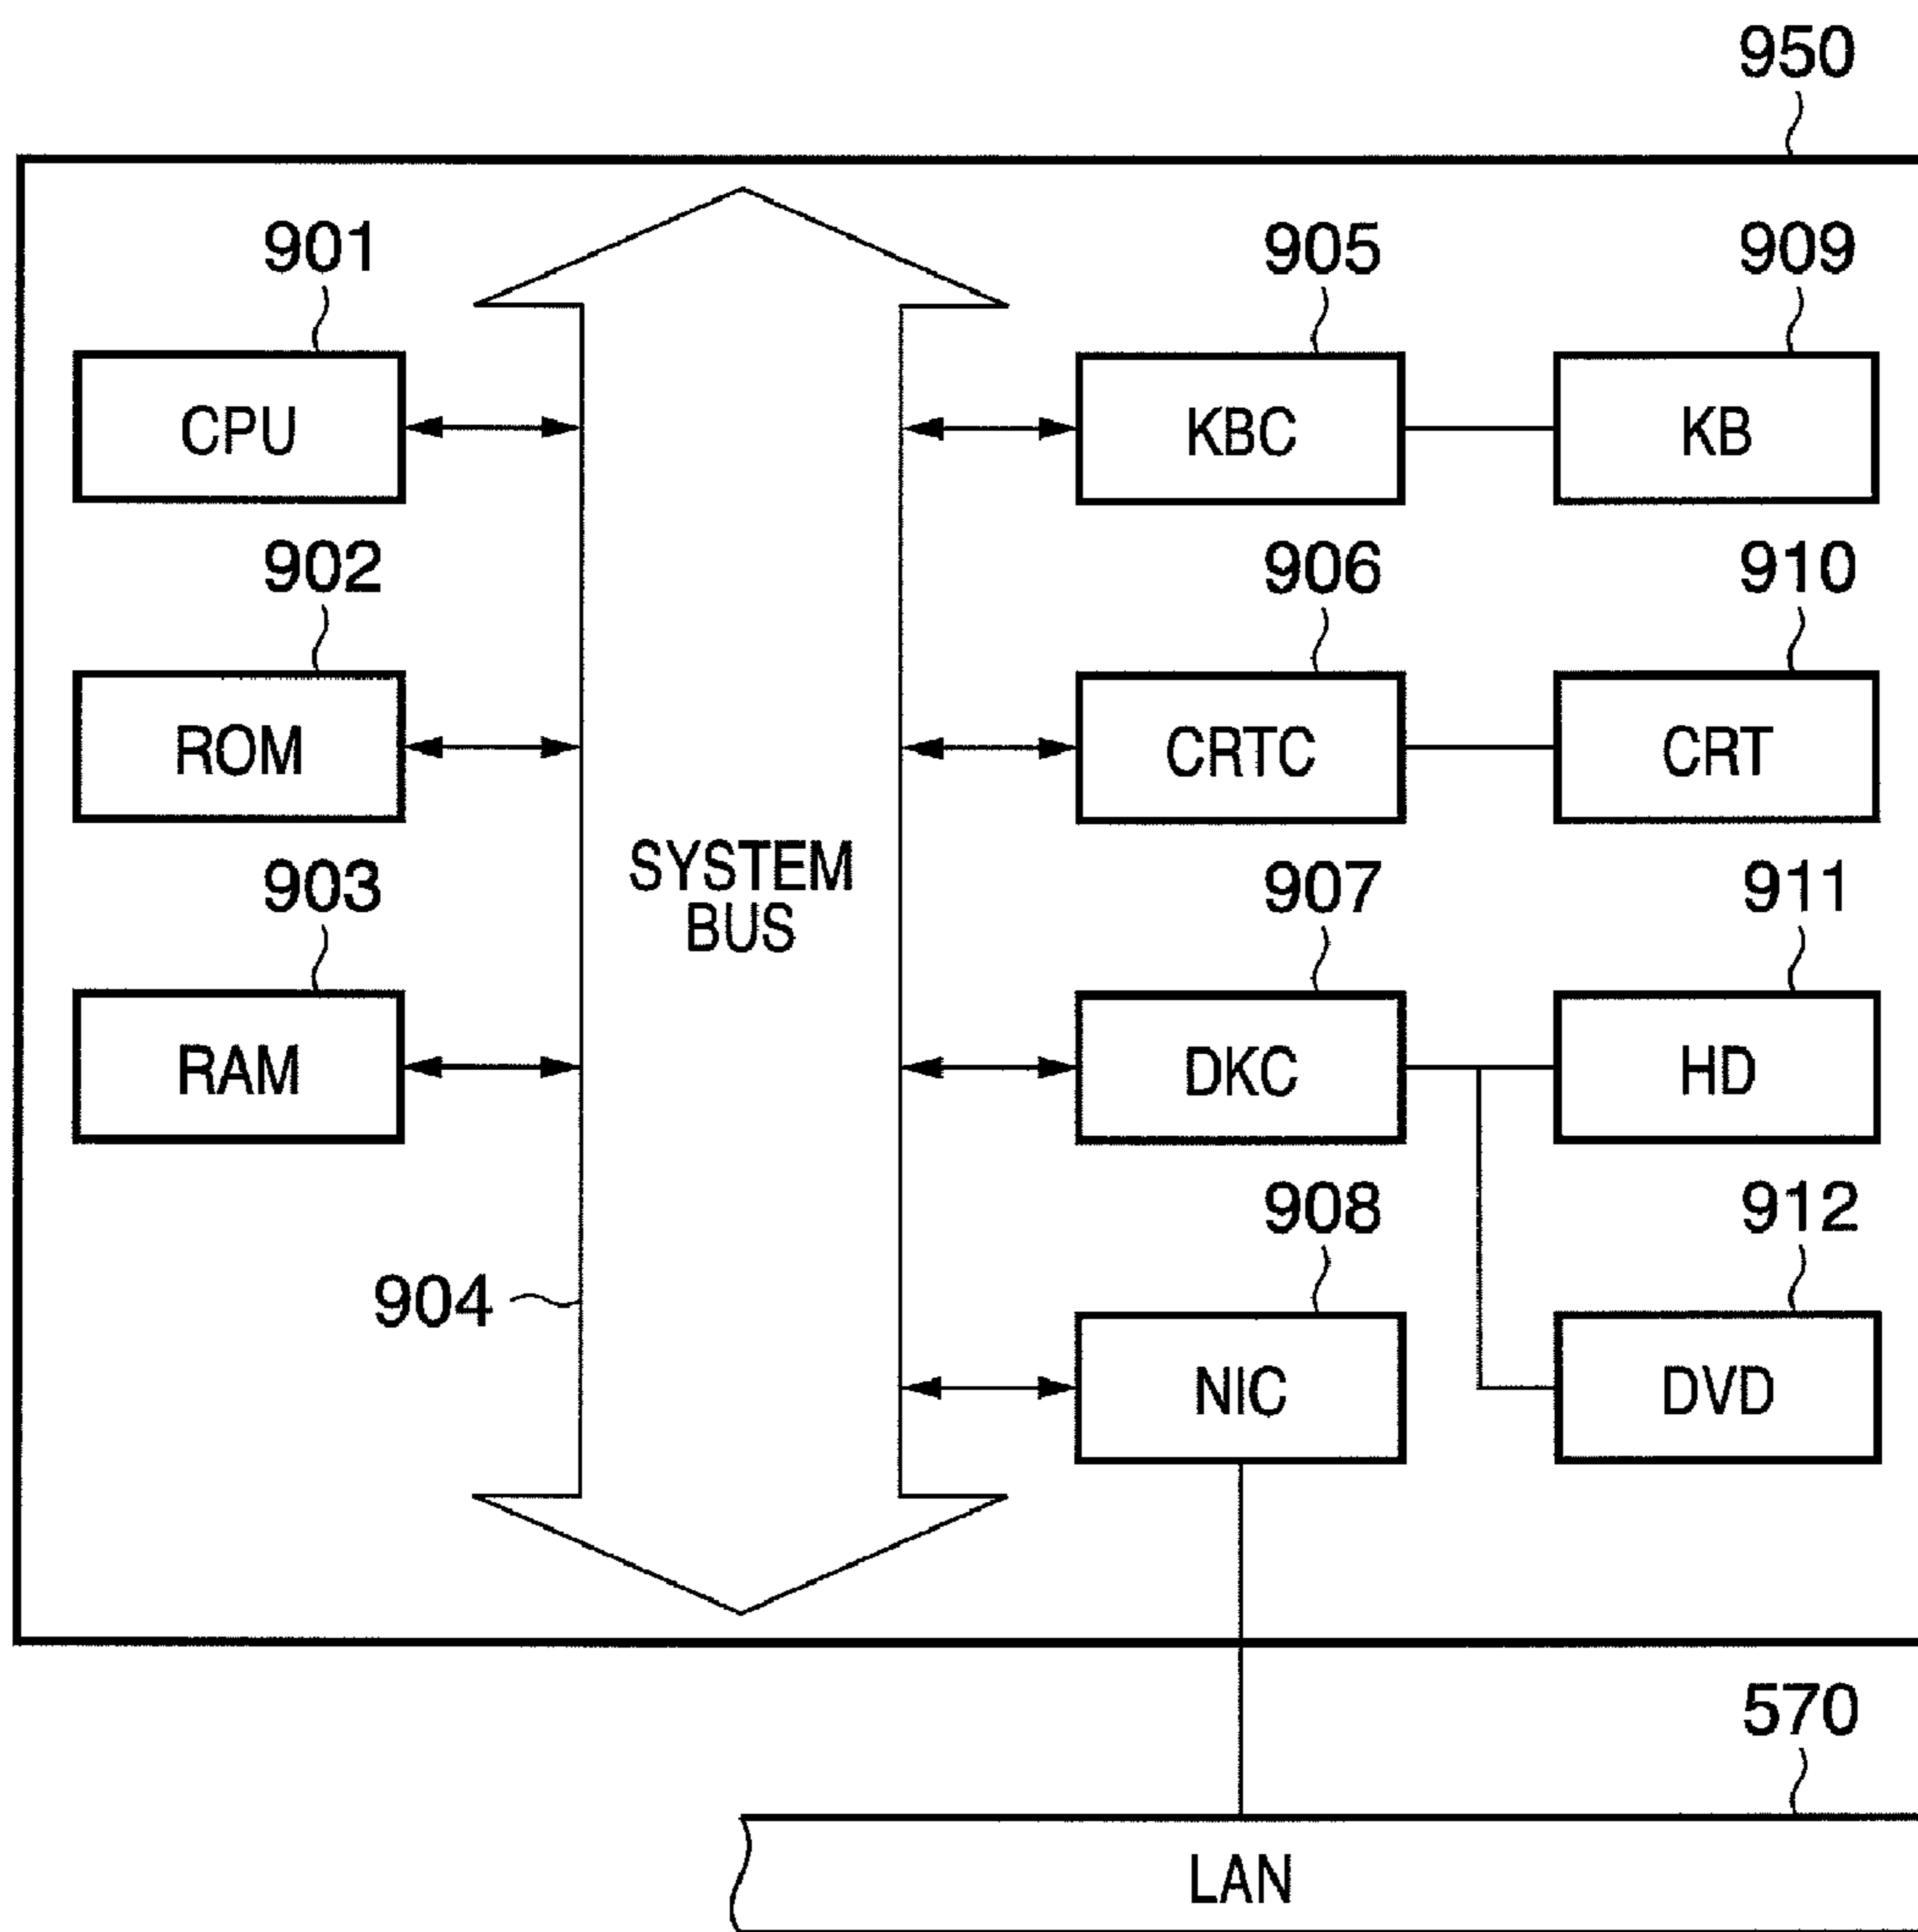 950
901
905
909
CPU
KBC
KB
902
906
910
ROM
CRTC
CRT
SYSTEM
BUS
903
907
911
RAM
DKC
HD
908
912
904
NIC
DVD
570
LAN